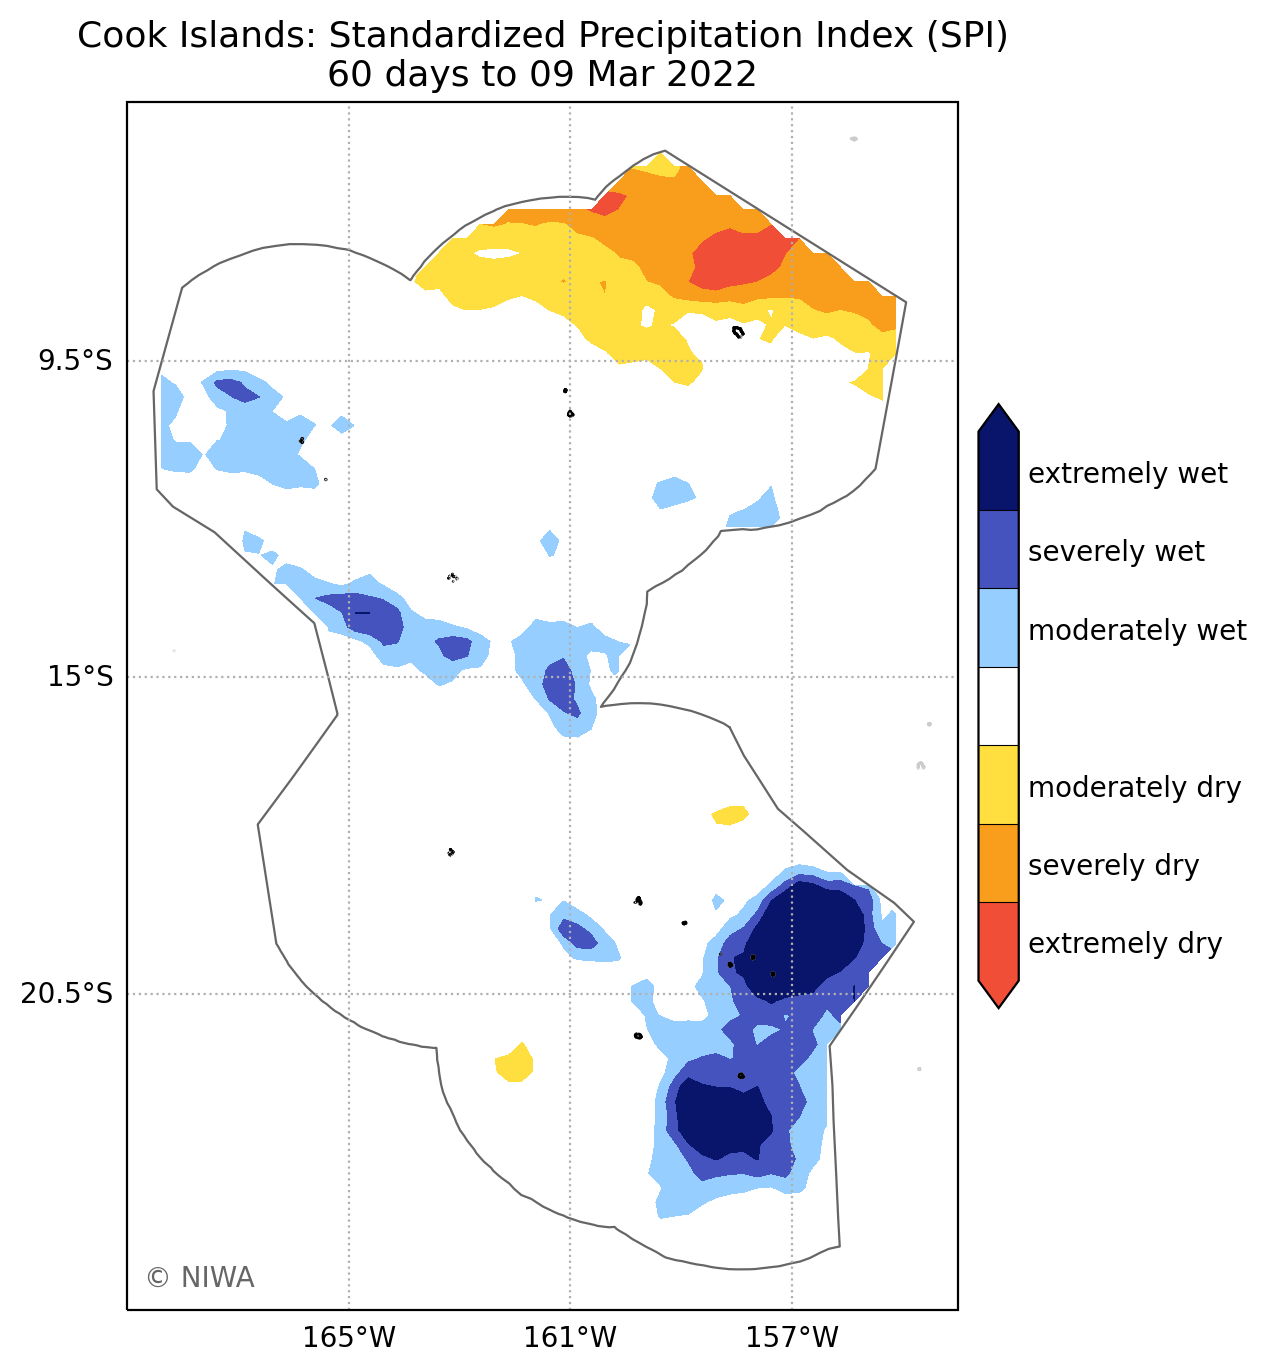 Cook Islands: Standardized Precipitation Index (SPI)
60 days to 09 Mar 2022
9.5°S
15°S
20.5°S
165°W
161°W
157°W
extremely wet
severely wet
moderately wet
moderately dry
severely dry
extremely dry
© NIWA